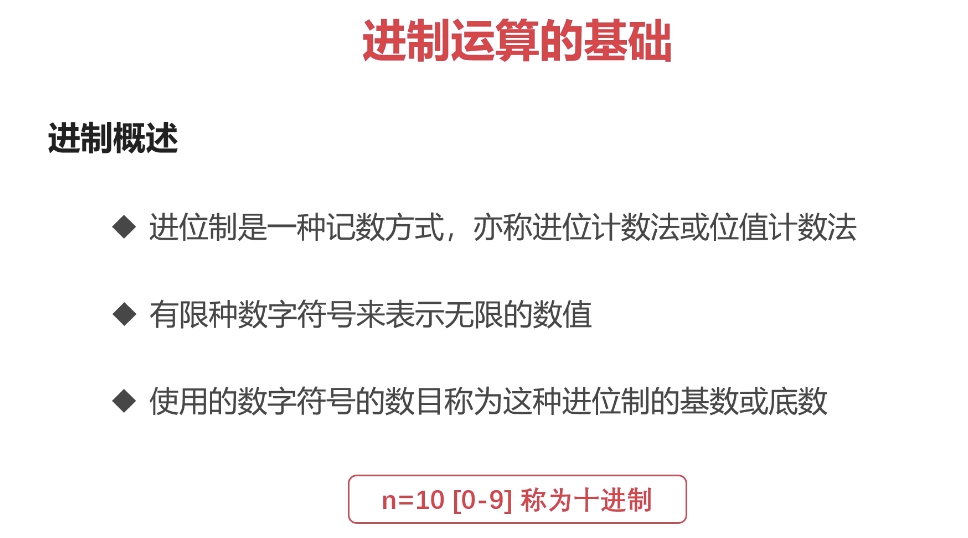 进制运算的基础
进制概述
◆ 进位制是一种记数方式，亦称进位计数法或位值计数法
◆ 有限种数字符号来表示无限的数值
◆ 使用的数字符号的数目称为这种进位制的基数或底数
n=10 [0-9] 称为十进制